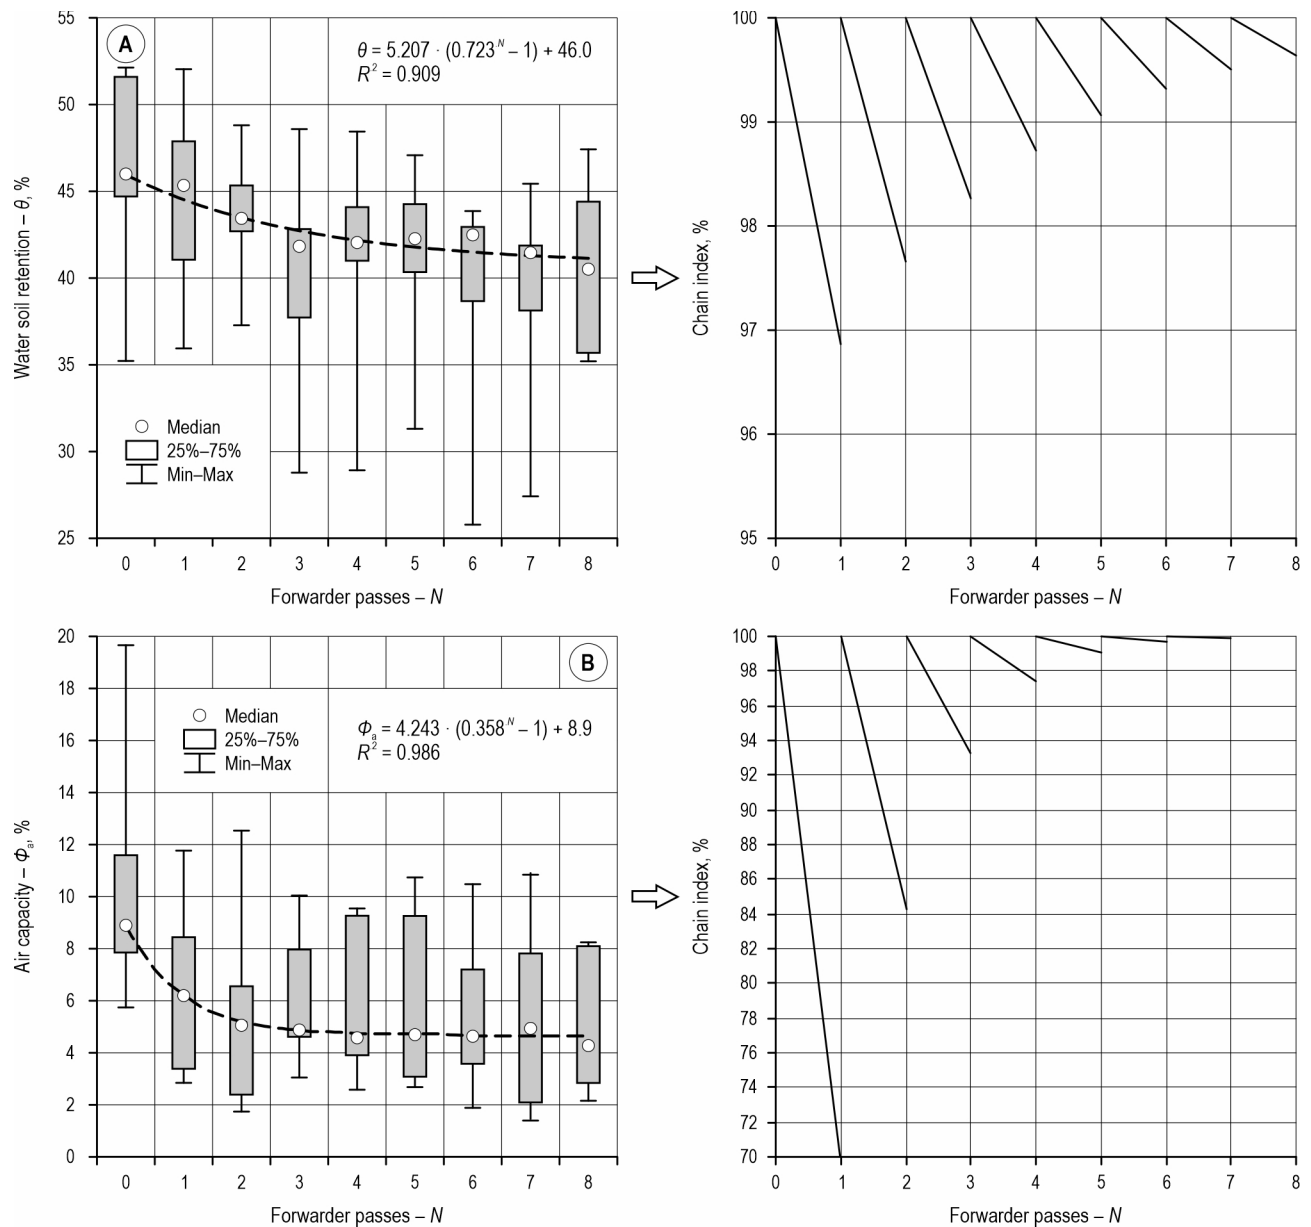 A
θ = 5.207 · (0.723^N – 1) + 46.0
R² = 0.909
Water soil retention – θ, %
55
50
45
40
35
30
25
Median
25%–75%
Min–Max
0 1 2 3 4 5 6 7 8
Forwarder passes – N
Chain index, %
100
99
98
97
96
95
0 1 2 3 4 5 6 7 8
Forwarder passes – N
B
Φₐ = 4.243 · (0.358^N – 1) + 8.9
R² = 0.986
Air capacity – Φₐ, %
20
18
16
14
12
10
8
6
4
2
0
Median
25%–75%
Min–Max
0 1 2 3 4 5 6 7 8
Forwarder passes – N
Chain index, %
100
98
96
94
92
90
88
86
84
82
80
78
76
74
72
70
0 1 2 3 4 5 6 7 8
Forwarder passes – N